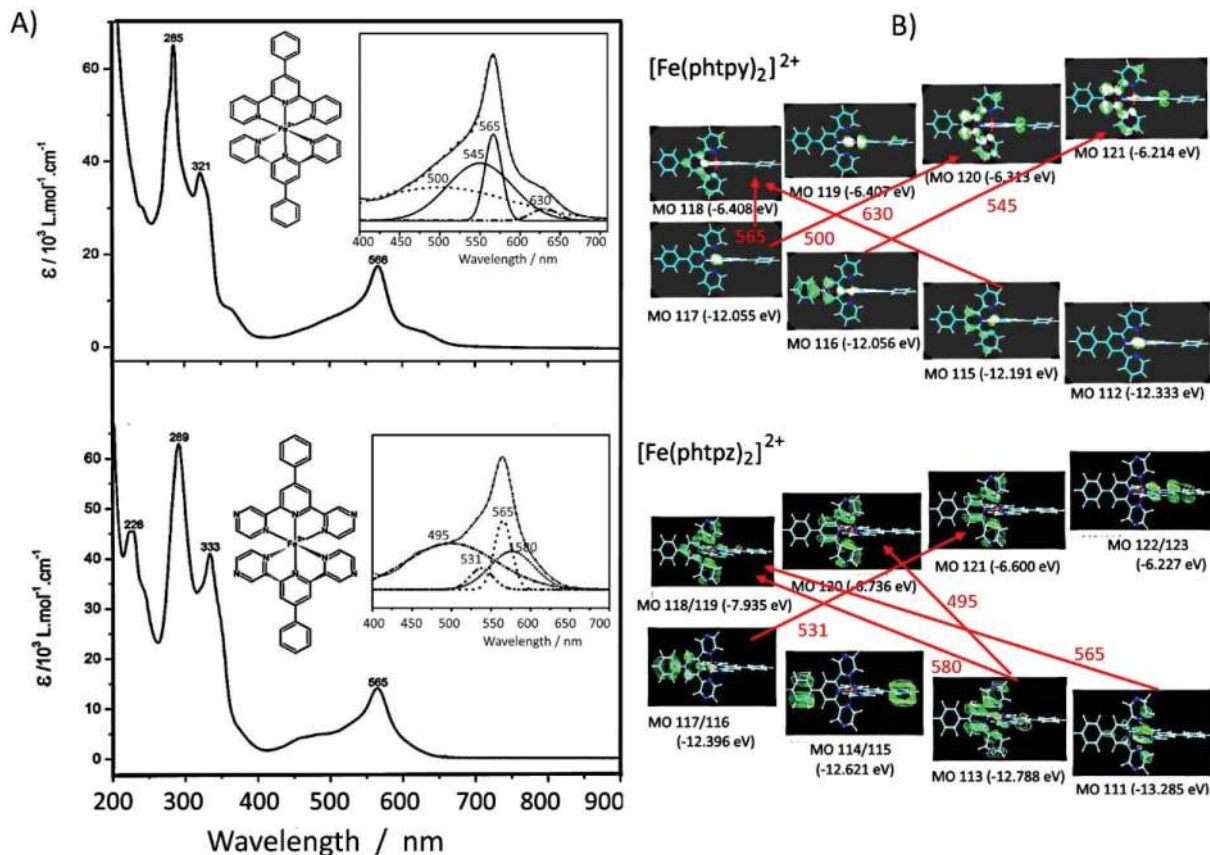 A)
285
321
566
60
40
20
0
ε / 10³ L.mol⁻¹.cm⁻¹
N
N
N
N
N
N
500
545
565
630
400 450 500 550 600 650 700
Wavelength / nm
226
289
333
565
60
50
40
30
20
10
0
ε /10³ L.mol⁻¹.cm⁻¹
495
531
565
580
400 450 500 550 600 650 700
Wavelength / nm
200 300 400 500 600 700 800 900
Wavelength / nm
B)
[Fe(phtpy)₂]²⁺
MO 118 (-6.408 eV)
MO 119 (-6.407 eV)
(MO 120 (-6.313 eV)
MO 121 (-6.214 eV)
565
500
630
545
MO 117 (-12.055 eV)
MO 116 (-12.056 eV)
MO 115 (-12.191 eV)
MO 112 (-12.333 eV)
[Fe(phtpz)₂]²⁺
MO 118/119 (-7.935 eV)
MO 120 (-6.736 eV)
MO 121 (-6.600 eV)
MO 122/123
(-6.227 eV)
531
495
580
565
MO 117/116
(-12.396 eV)
MO 114/115
(-12.621 eV)
MO 113 (-12.788 eV)
MO 111 (-13.285 eV)